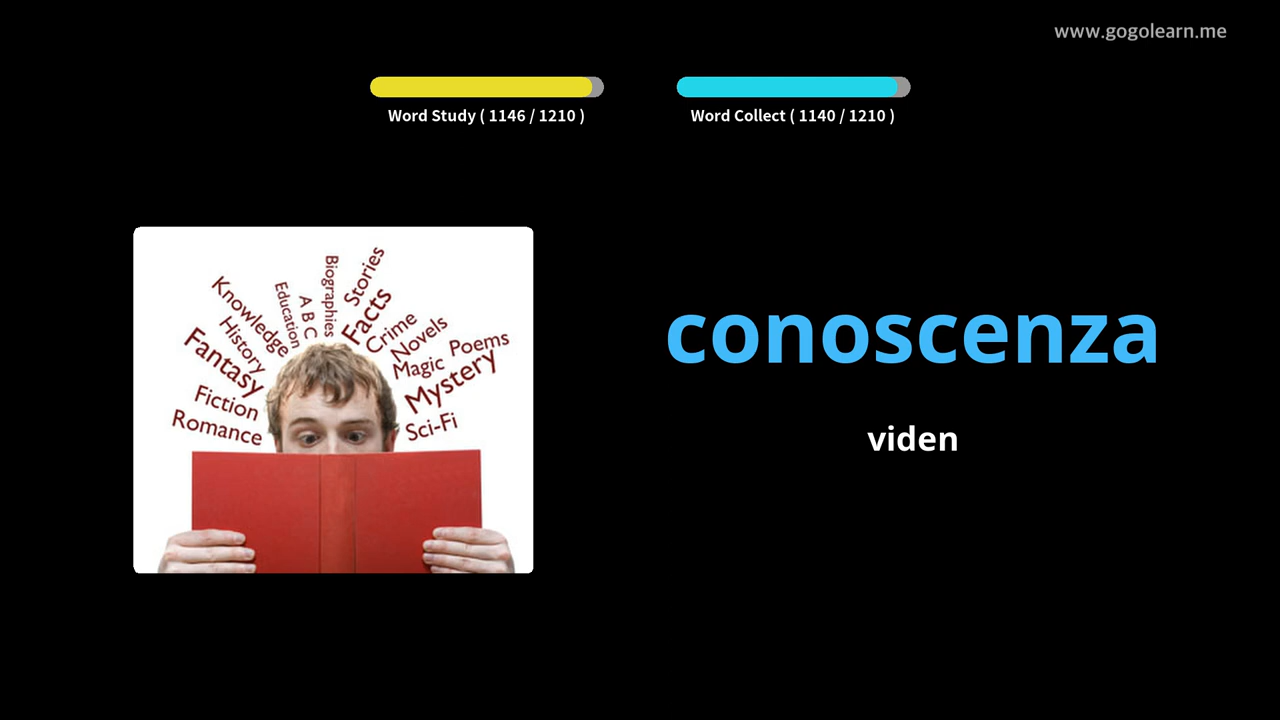 www.gogolearn.me
Word Study ( 1146 / 1210 )
Word Collect ( 1140 / 1210 )
Romance
Fiction
Fantasy
History
Knowledge
Education
A B C
Biographies
Stories
Facts
Crime
Novels
Magic
Poems
Mystery
Sci-Fi
conoscenza
viden